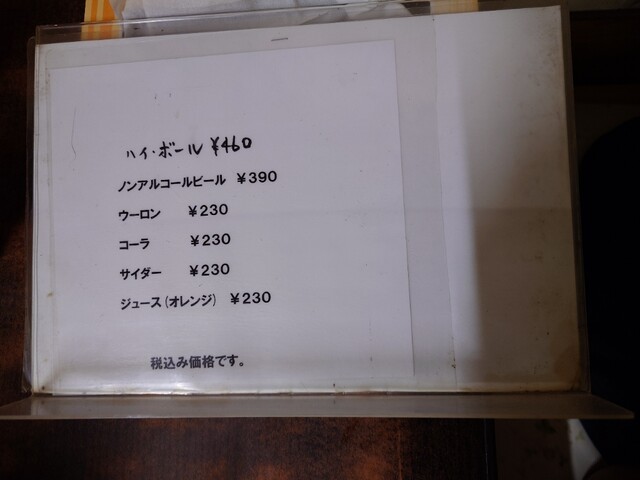 ハイ・ボール ¥460
ノンアルコールビール ¥390
ウーロン ¥230
コーラ ¥230
サイダー ¥230
ジュース(オレンジ) ¥230
税込み価格です。